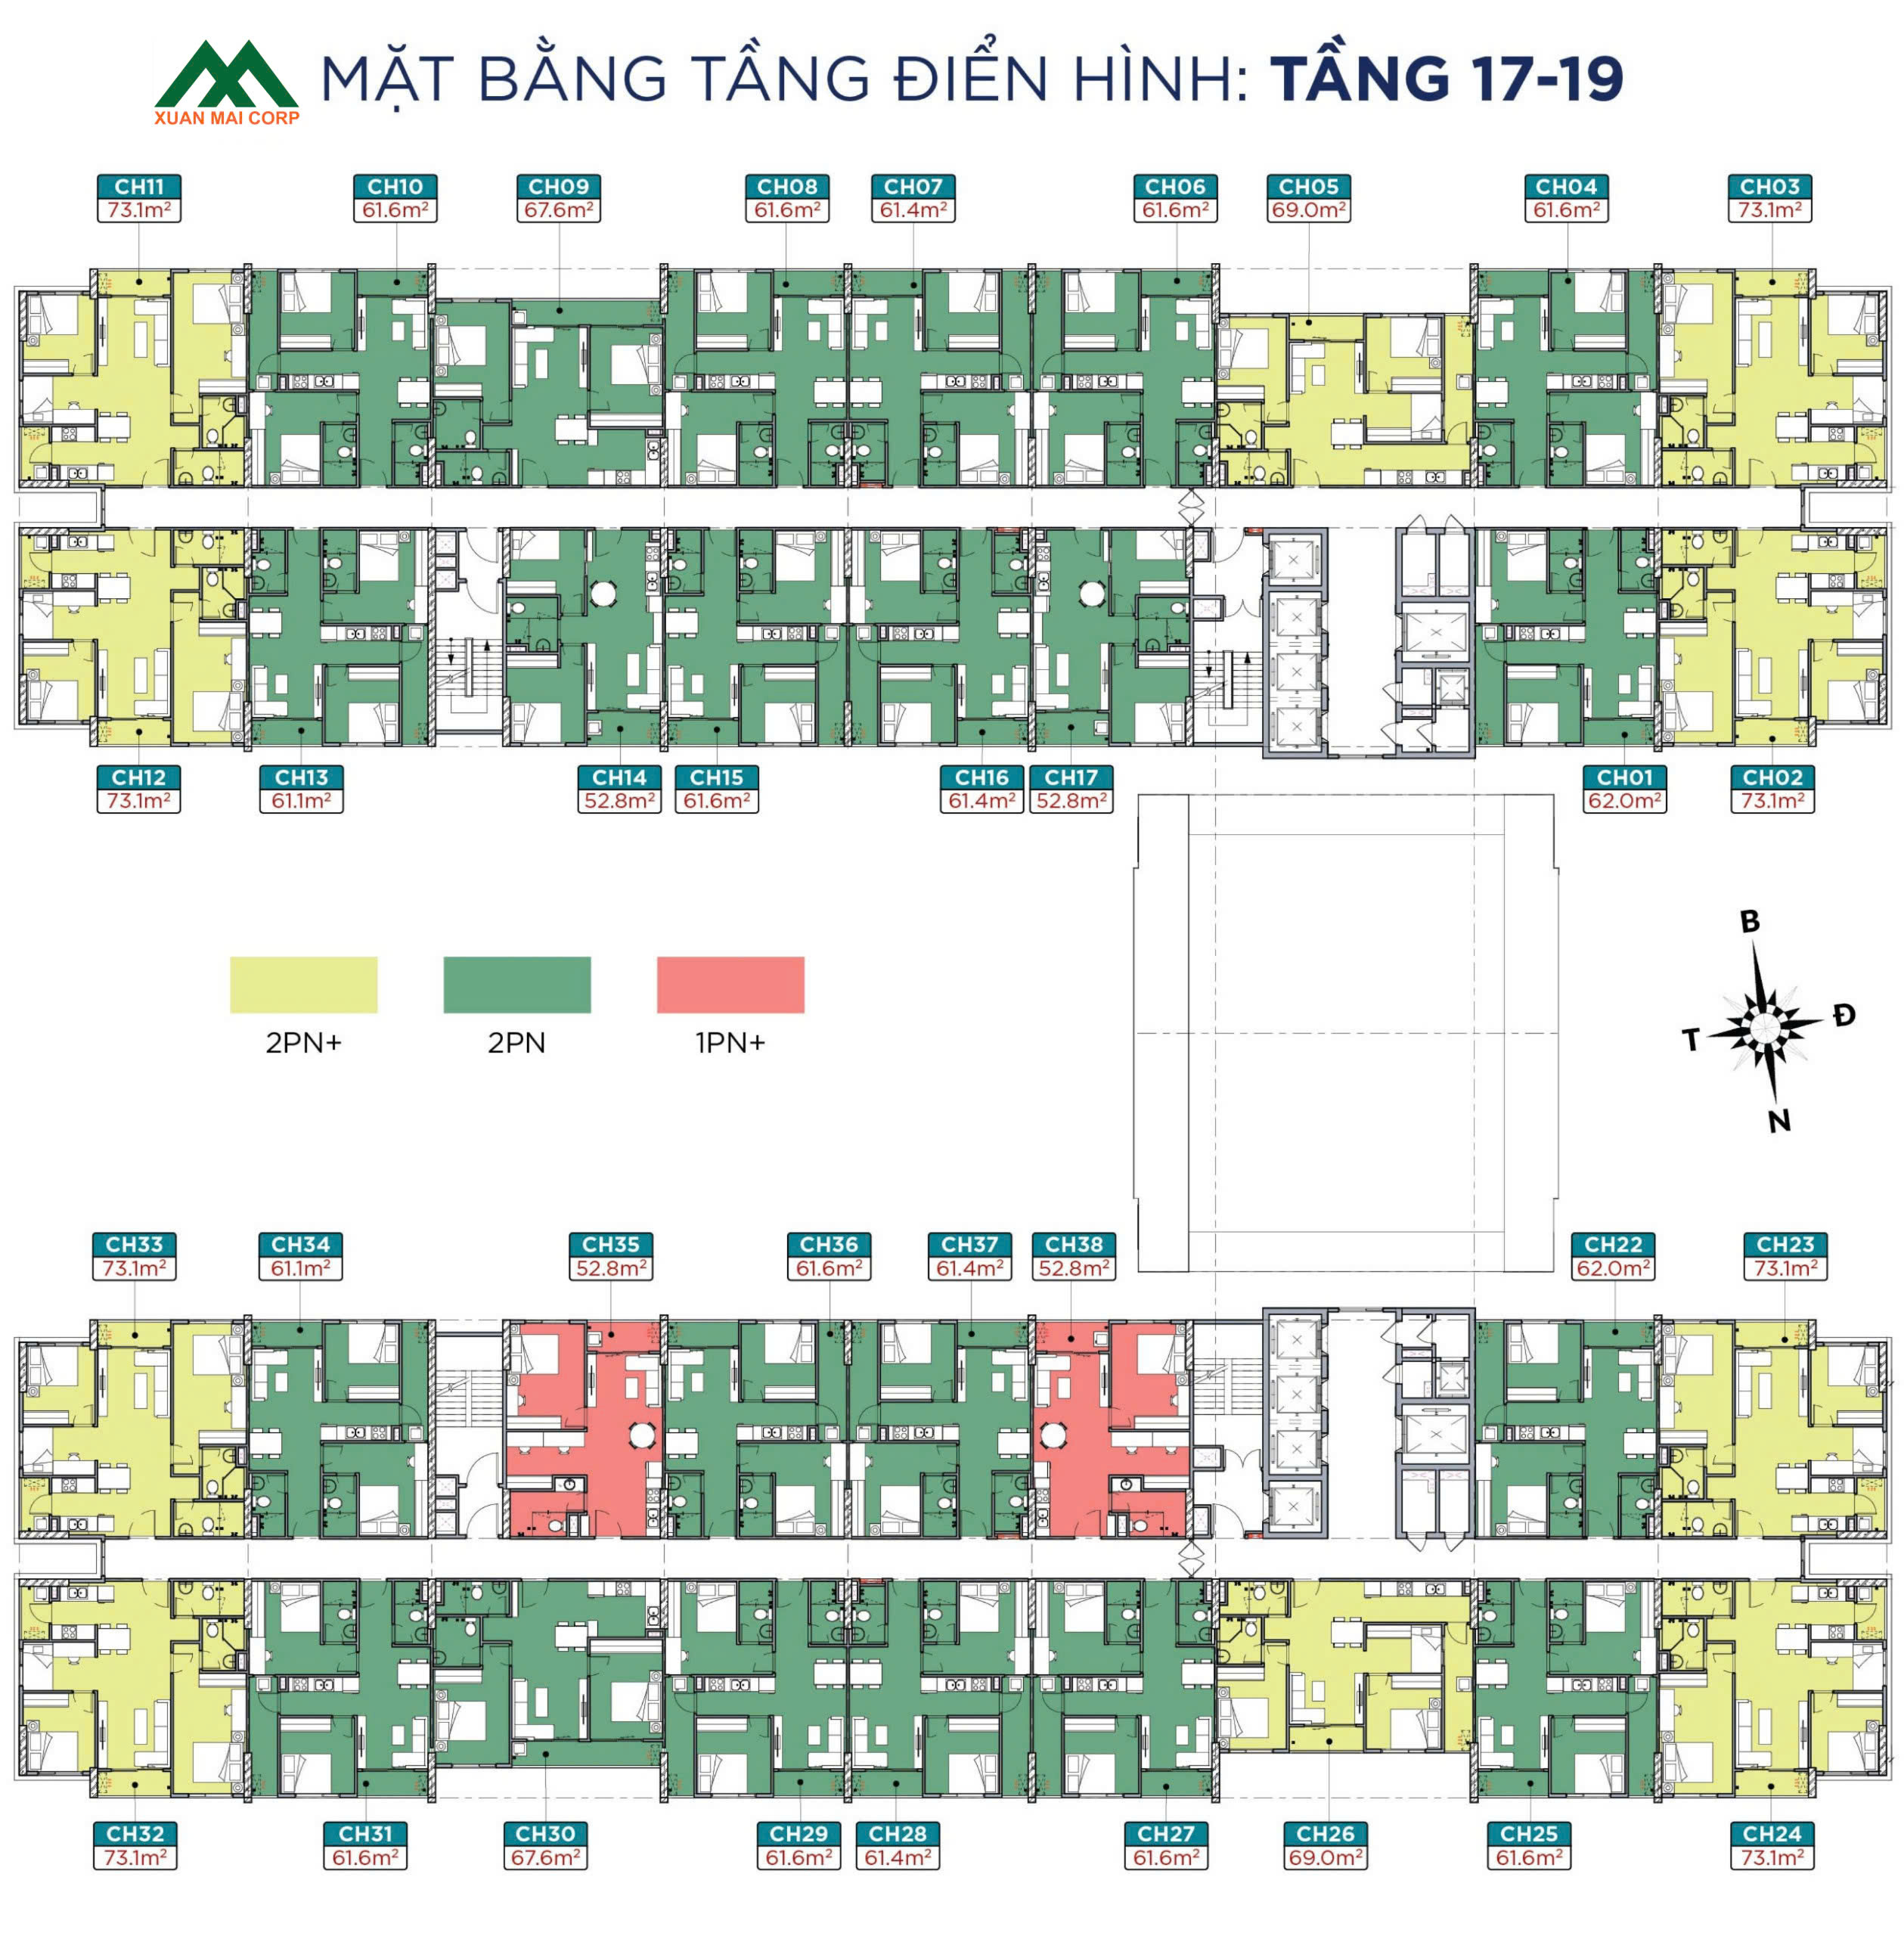 MẶT BẰNG TẦNG ĐIỂN HÌNH: TẦNG 17-19
XUAN MAI CORP
CH11
73.1m²
CH10
61.6m²
CH09
67.6m²
CH08
61.6m²
CH07
61.4m²
CH06
61.6m²
CH05
69.0m²
CH04
61.6m²
CH03
73.1m²
CH12
73.1m²
CH13
61.1m²
CH14
52.8m²
CH15
61.6m²
CH16
61.4m²
CH17
52.8m²
CH01
62.0m²
CH02
73.1m²
2PN+
2PN
1PN+
B
Đ
T
N
CH33
73.1m²
CH34
61.1m²
CH35
52.8m²
CH36
61.6m²
CH37
61.4m²
CH38
52.8m²
CH22
62.0m²
CH23
73.1m²
CH32
73.1m²
CH31
61.6m²
CH30
67.6m²
CH29
61.6m²
CH28
61.4m²
CH27
61.6m²
CH26
69.0m²
CH25
61.6m²
CH24
73.1m²